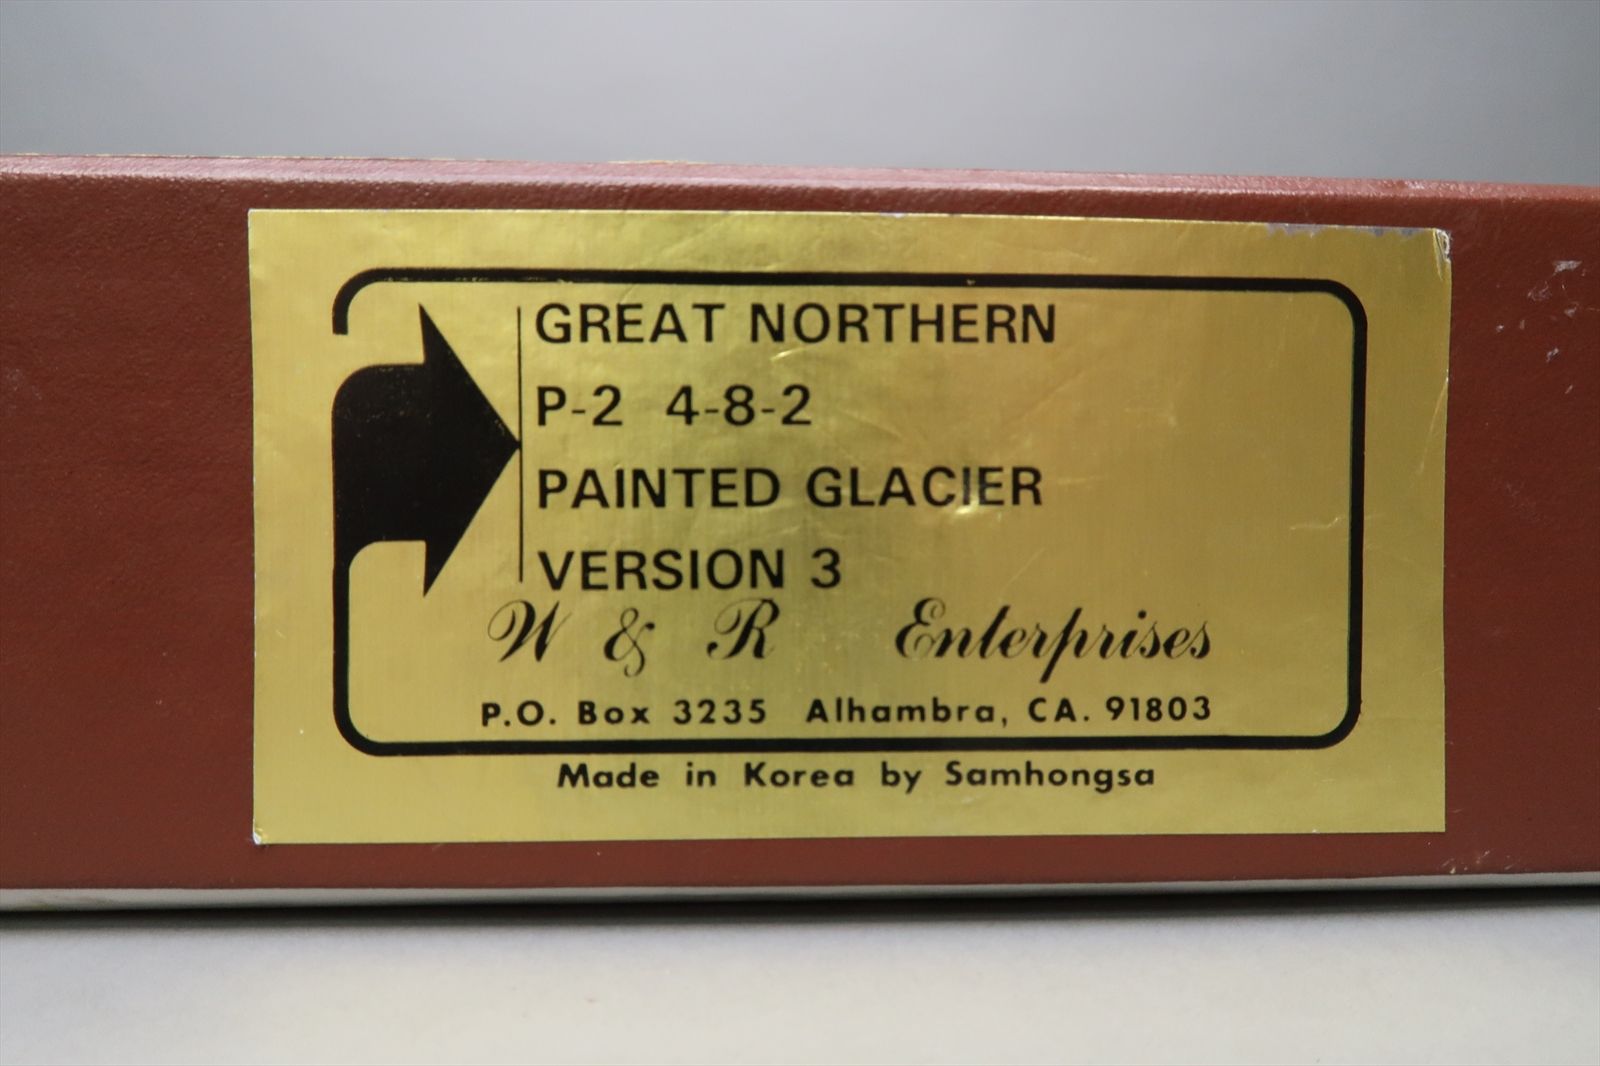 GREAT NORTHERN
P-2 4-8-2
PAINTED GLACIER
VERSION 3
W & R Enterprises
P.O. Box 3235 Alhambra, CA. 91803
Made in Korea by Samhongsa